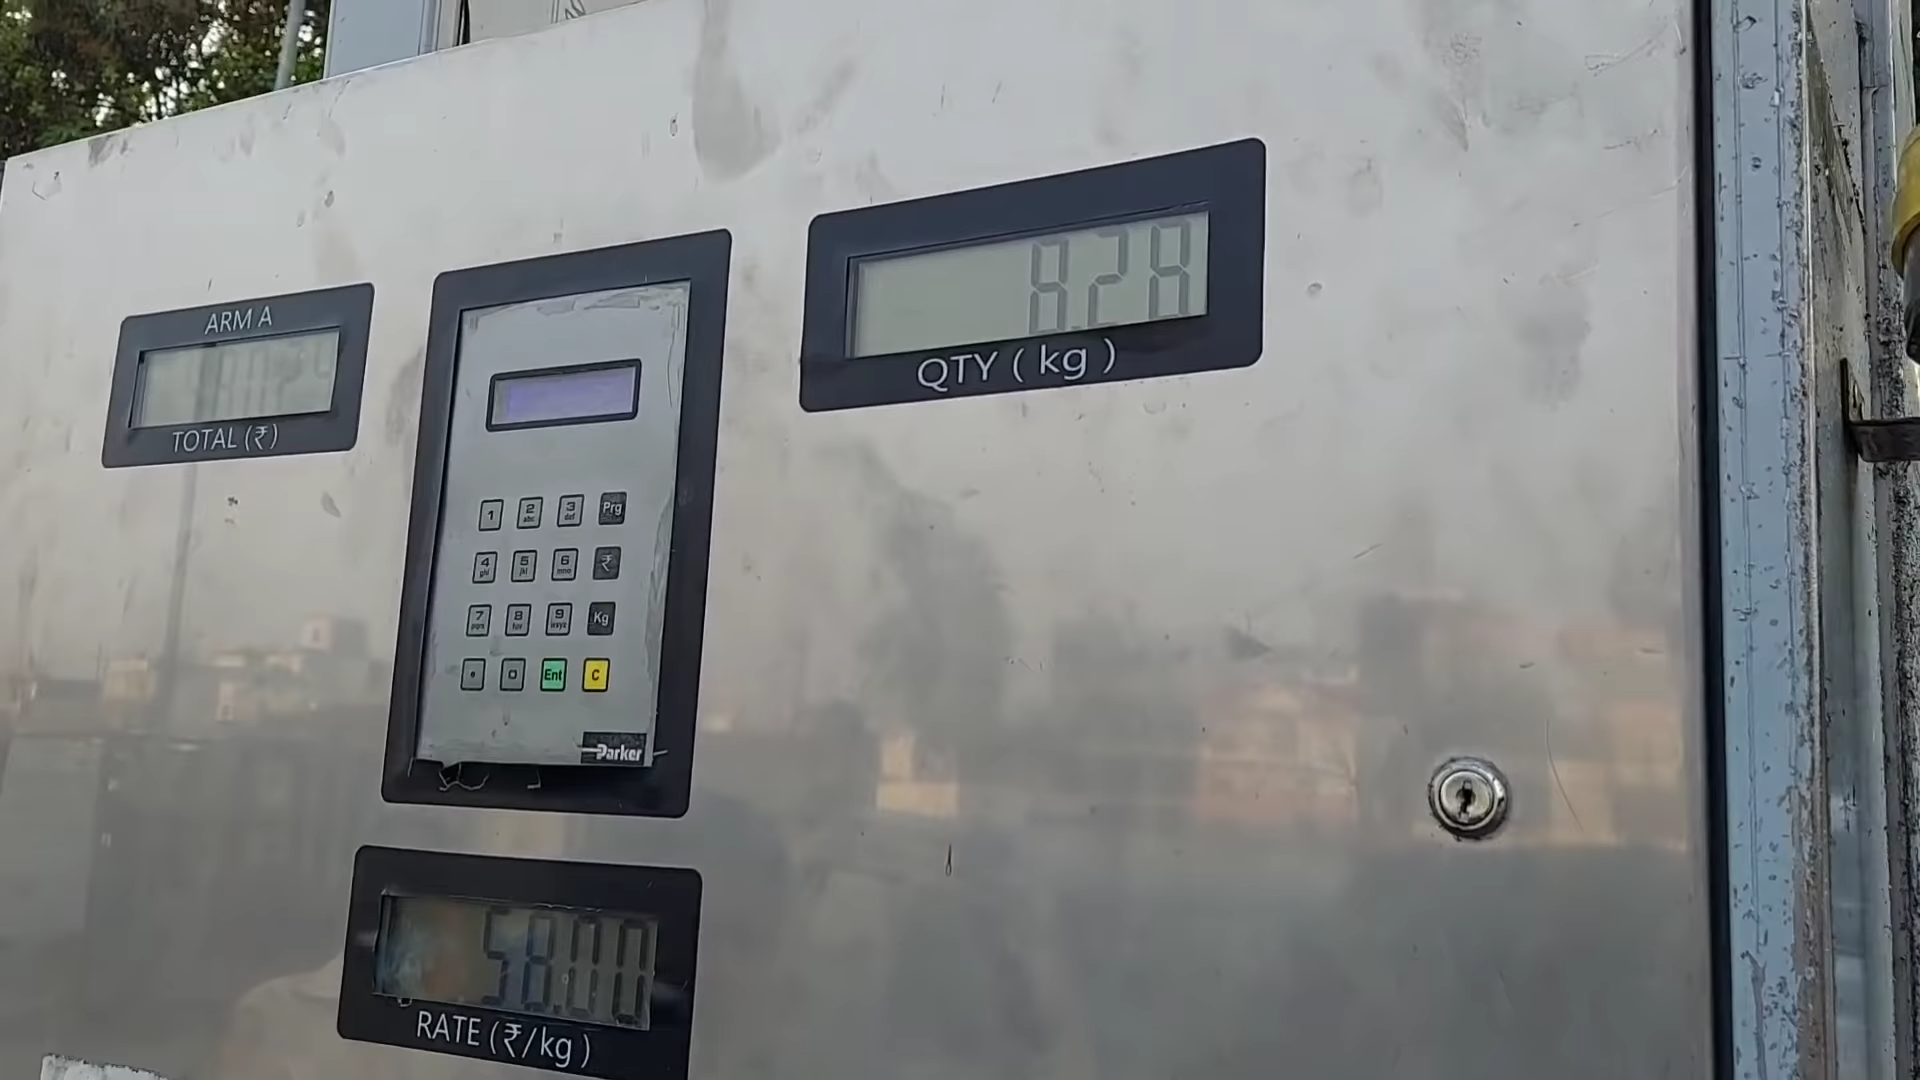 ARM A
TOTAL (₹)
1 2 3 Prg
abc def
4 5 6 ₹
ghi jkl mno
7 8 9 Kg
pqrs tuv wxyz
0 Ent C
Parker
8.28
QTY ( kg )
58.00
RATE (₹/kg )